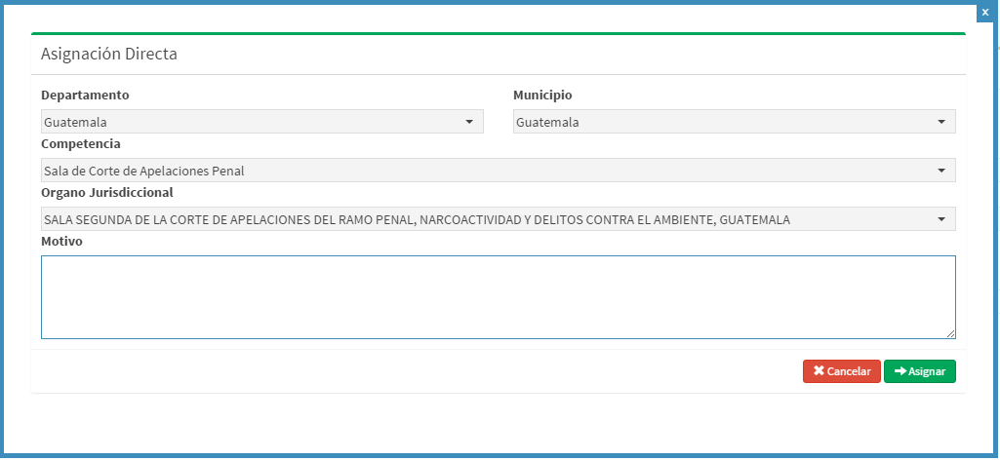 x
Asignación Directa
Departamento
Municipio
Guatemala
Guatemala
Competencia
Sala de Corte de Apelaciones Penal
Organo Jurisdiccional
SALA SEGUNDA DE LA CORTE DE APELACIONES DEL RAMO PENAL, NARCOACTIVIDAD Y DELITOS CONTRA EL AMBIENTE, GUATEMALA
Motivo
Cancelar
Asignar